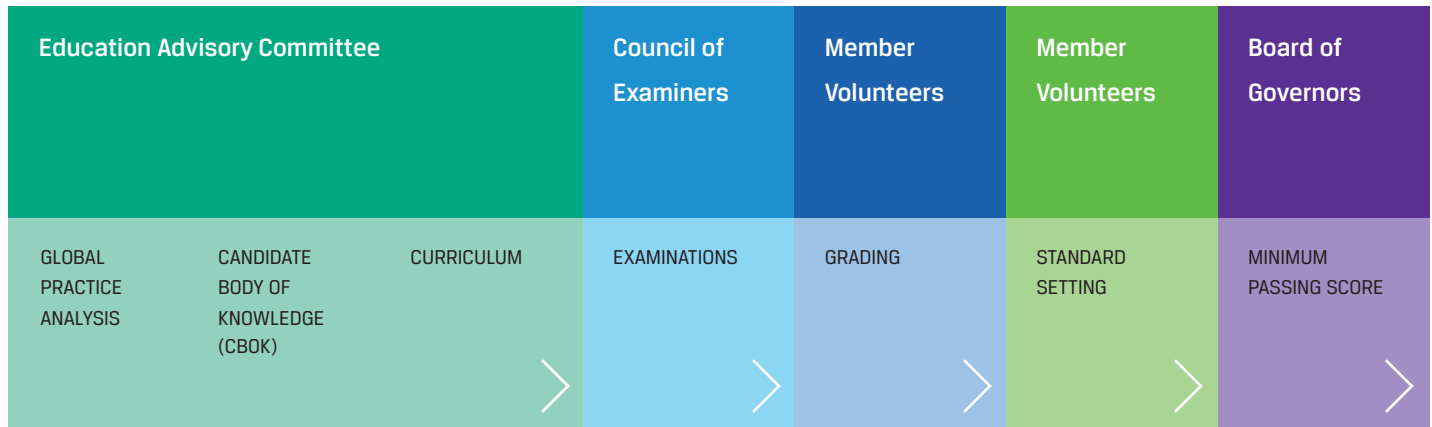 Education Advisory Committee
Council of
Examiners
Member
Volunteers
Member
Volunteers
Board of
Governors
GLOBAL
PRACTICE
ANALYSIS
CANDIDATE
BODY OF
KNOWLEDGE
(CBOK)
CURRICULUM
EXAMINATIONS
GRADING
STANDARD
SETTING
MINIMUM
PASSING SCORE